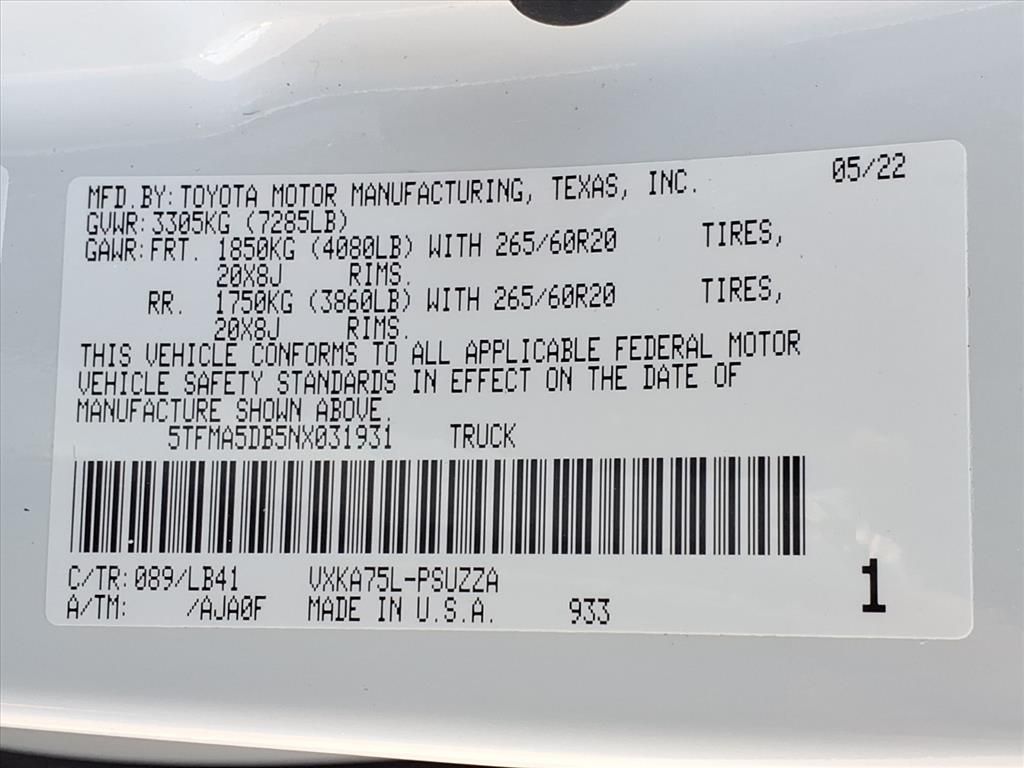 05/22
MFD.BY:TOYOTA MOTOR MANUFACTURING, TEXAS, INC.
GVWR:3305KG (7285LB)
GAWR:FRT. 1850KG (4080LB) WITH 265/60R20 TIRES,
20X8J RIMS.
RR. 1750KG (3860LB) WITH 265/60R20 TIRES,
20X8J RIMS.
THIS VEHICLE CONFORMS TO ALL APPLICABLE FEDERAL MOTOR
VEHICLE SAFETY STANDARDS IN EFFECT ON THE DATE OF
MANUFACTURE SHOWN ABOVE.
5TFMA5DB5NX031931 TRUCK
C/TR:089/LB41 VXKA75L-PSUZZA
A/TM: /AJA0F MADE IN U.S.A. 933
1